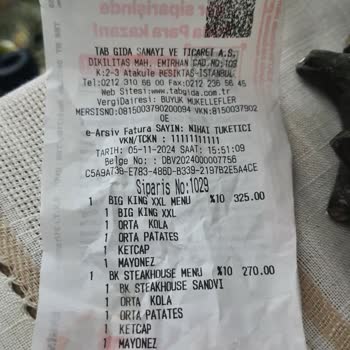 TAB GIDA SANAYI VE TICARET A.S.
DIKILITAS MAH. EMIRHAN CAD.NO:109
K:2-3 Atakule BESIKTAS-ISTANBUL
Tel:0212 310 66 00 Fax:0212 236 56 45
Web Sitesi:www.tabgida.com.tr
VergiDairesi: BUYUK MUKELLEFLER
MERSISNO:0815003790200094 VKN:8150037902
OE
e-Arsiv Fatura SAYIN: NIHAI TUKETICI
VKN/TCKN : 11111111111
TARIH: 05-11-2024 SAAT: 15:51:09
Belge No: : DBV2024000007756
C5A9A73B-E783-486D-B339-2197B2E5A4CE
Siparis No:1029
1 BIG KING XXL MENU %10 325.00
1 BIG KING XXL
1 ORTA KOLA
1 ORTA PATATES
1 KETCAP
1 MAYONEZ
1 BK STEAKHOUSE MENU %10 270.00
1 BK STEAKHOUSE SANDVI
1 ORTA KOLA
1 ORTA PATATES
1 KETCAP
1 MAYONEZ